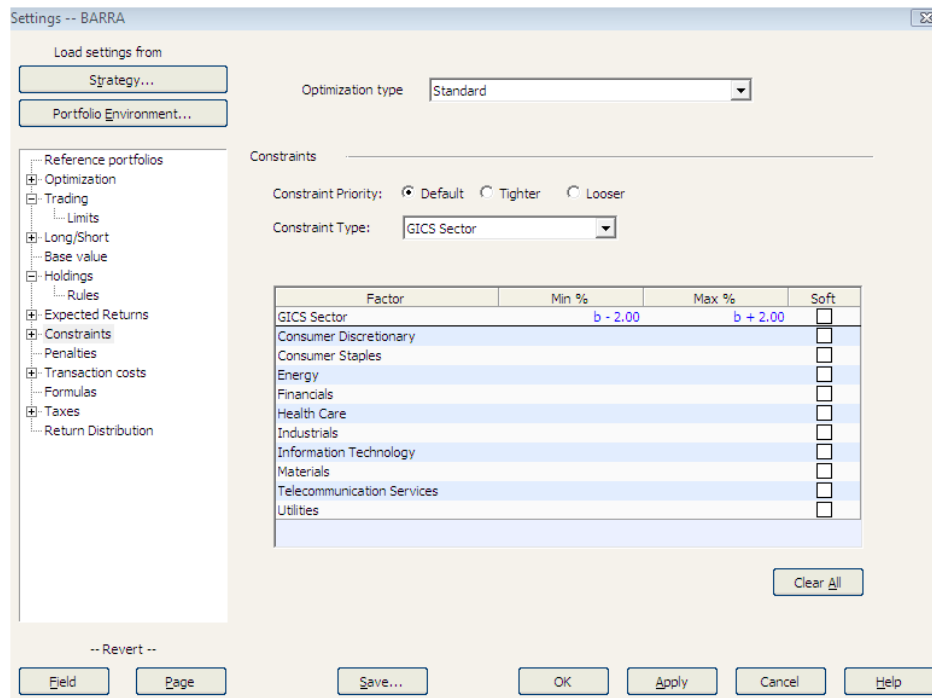 Settings -- BARRA
Load settings from
Strategy...
Portfolio Environment...
Optimization type Standard
Reference portfolios
Optimization
Trading
Limits
Long/Short
Base value
Holdings
Rules
Expected Returns
Constraints
Penalties
Transaction costs
Formulas
Taxes
Return Distribution
Constraints
Constraint Priority: Default Tighter Looser
Constraint Type: GICS Sector
Factor Min % Max % Soft
GICS Sector b - 2.00 b + 2.00
Consumer Discretionary
Consumer Staples
Energy
Financials
Health Care
Industrials
Information Technology
Materials
Telecommunication Services
Utilities
Clear All
-- Revert --
Field Page Save... OK Apply Cancel Help